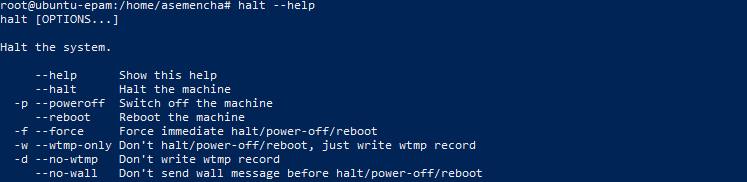 root@ubuntu-epam:/home/asemencha# halt --help
halt [OPTIONS...]

Halt the system.

     --help      Show this help
     --halt      Halt the machine
  -p --poweroff  Switch off the machine
     --reboot    Reboot the machine
  -f --force     Force immediate halt/power-off/reboot
  -w --wtmp-only Don't halt/power-off/reboot, just write wtmp record
  -d --no-wtmp   Don't write wtmp record
     --no-wall   Don't send wall message before halt/power-off/reboot